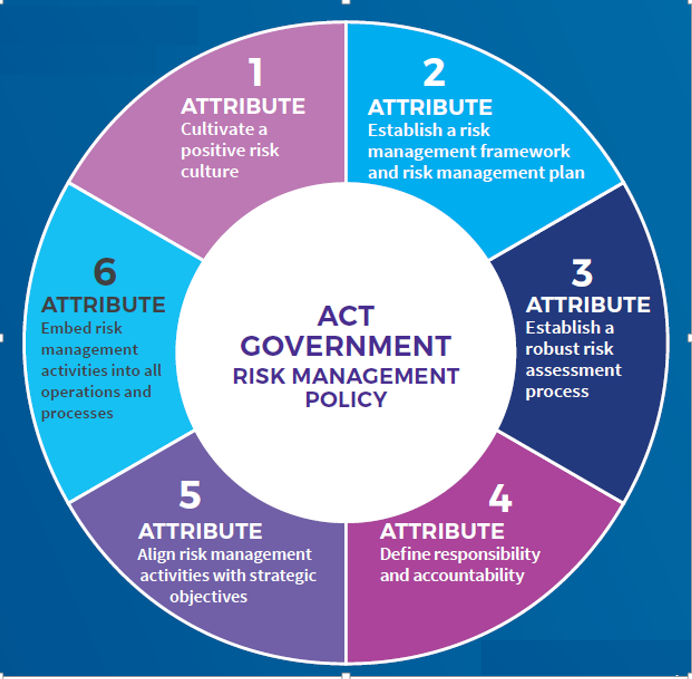 1
ATTRIBUTE
Cultivate a
positive risk
culture
2
ATTRIBUTE
Establish a risk
management framework
and risk management plan
3
ATTRIBUTE
Establish a
robust risk
assessment
process
4
ATTRIBUTE
Define responsibility
and accountability
5
ATTRIBUTE
Align risk management
activities with strategic
objectives
6
ATTRIBUTE
Embed risk
management
activities into all
operations and
processes
ACT
GOVERNMENT
RISK MANAGEMENT
POLICY